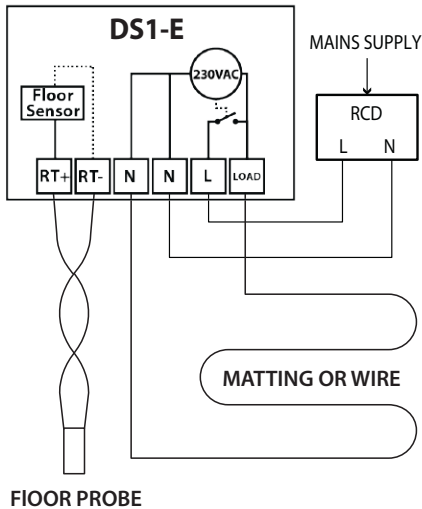 DS1-E
MAINS SUPPLY
230VAC
Floor
Sensor
RCD
L N
RT+ RT- N N L LOAD
MATTING OR WIRE
FlOOR PROBE